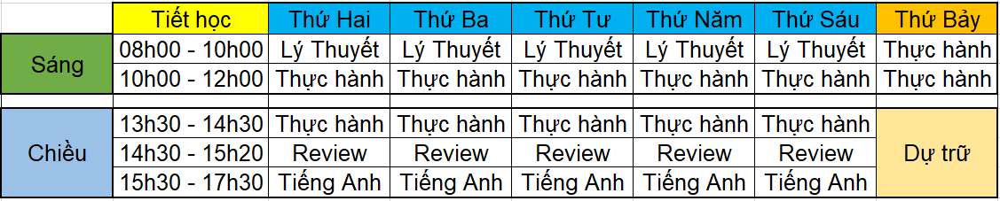 Tiết học Thứ Hai Thứ Ba Thứ Tư Thứ Năm Thứ Sáu Thứ Bảy
Sáng 08h00 - 10h00 Lý Thuyết Lý Thuyết Lý Thuyết Lý Thuyết Lý Thuyết Thực hành
10h00 - 12h00 Thực hành Thực hành Thực hành Thực hành Thực hành Thực hành
Chiều 13h30 - 14h30 Thực hành Thực hành Thực hành Thực hành Thực hành Dự trữ
14h30 - 15h20 Review Review Review Review Review
15h30 - 17h30 Tiếng Anh Tiếng Anh Tiếng Anh Tiếng Anh Tiếng Anh